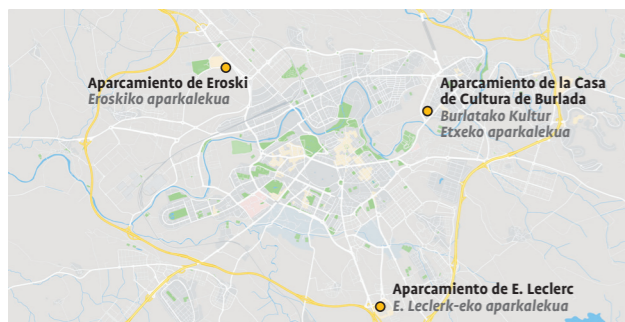 Aparcamiento de Eroski
Eroskiko aparkalekua
Aparcamiento de la Casa
de Cultura de Burlada
Burlatako Kultur
Etxeko aparkalekua
Aparcamiento de E. Leclerc
E. Leclerk-eko aparkalekua